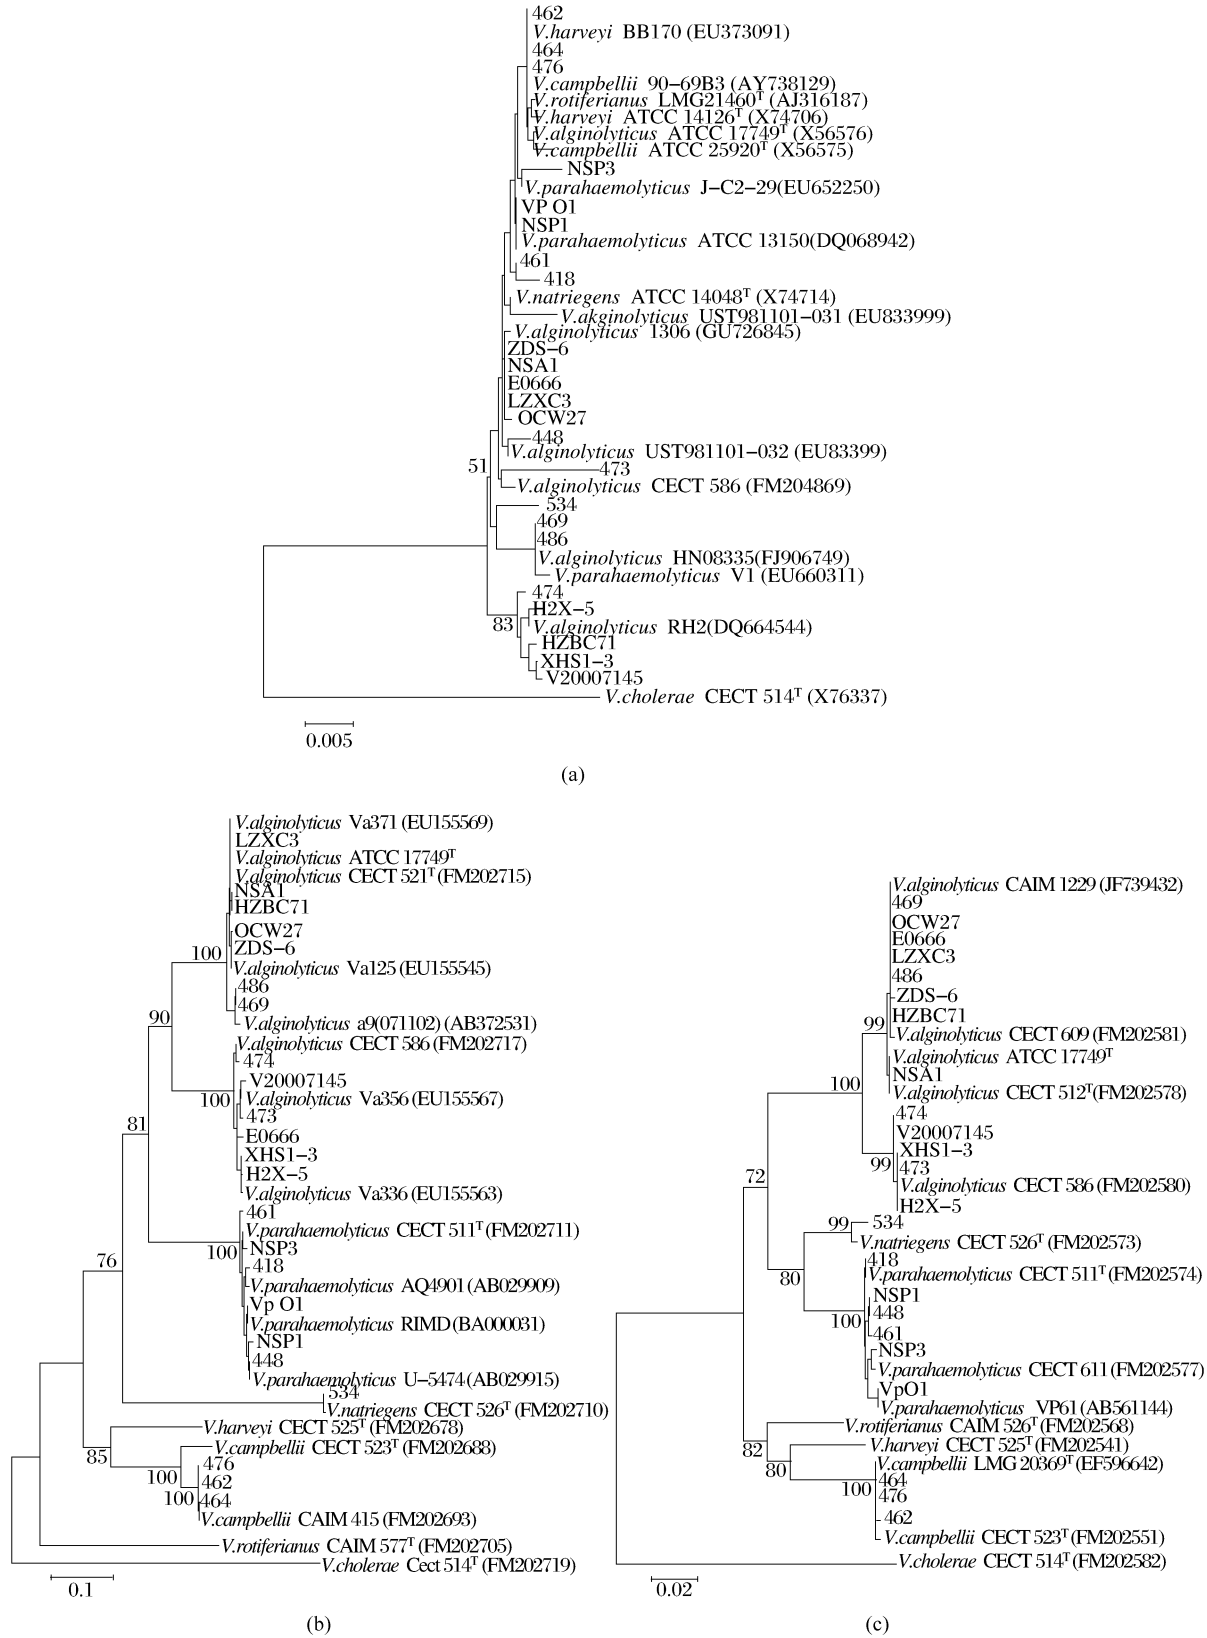 462
V.harveyi BB170 (EU373091)
464
476
V.campbellii 90−69B3 (AY738129)
V.rotiferianus LMG21460ᵀ (AJ316187)
V.harveyi ATCC 14126ᵀ (X74706)
V.alginolyticus ATCC 17749ᵀ (X56576)
V.campbellii ATCC 25920ᵀ (X56575)
NSP3
V.parahaemolyticus J−C2−29(EU652250)
VP O1
NSP1
V.parahaemolyticus ATCC 13150(DQ068942)
461
418
V.natriegens ATCC 14048ᵀ (X74714)
V.akginolyticus UST981101−031 (EU833999)
V.alginolyticus 1306 (GU726845)
ZDS−6
NSA1
E0666
LZXC3
OCW27
448
V.alginolyticus UST981101−032 (EU83399)
51
473
V.alginolyticus CECT 586 (FM204869)
534
469
486
V.alginolyticus HN08335(FJ906749)
V.parahaemolyticus V1 (EU660311)
474
H2X−5
83
V.alginolyticus RH2(DQ664544)
HZBC71
XHS1−3
V20007145
V.cholerae CECT 514ᵀ (X76337)
0.005
(a)
V.alginolyticus Va371 (EU155569)
LZXC3
V.alginolyticus ATCC 17749ᵀ
V.alginolyticus CECT 521ᵀ (FM202715)
NSA1
HZBC71
OCW27
100
ZDS−6
V.alginolyticus Va125 (EU155545)
486
469
90
V.alginolyticus a9(071102) (AB372531)
V.alginolyticus CECT 586 (FM202717)
474
V20007145
100
V.alginolyticus Va356 (EU155567)
473
81
E0666
XHS1−3
H2X−5
V.alginolyticus Va336 (EU155563)
461
V.parahaemolyticus CECT 511ᵀ (FM202711)
100
NSP3
76
418
V.parahaemolyticus AQ4901 (AB029909)
Vp O1
V.parahaemolyticus RIMD (BA000031)
NSP1
448
V.parahaemolyticus U−5474 (AB029915)
534
V.natriegens CECT 526ᵀ (FM202710)
V.harveyi CECT 525ᵀ (FM202678)
85
V.campbellii CECT 523ᵀ (FM202688)
476
100
462
100
464
V.campbellii CAIM 415 (FM202693)
V.rotiferianus CAIM 577ᵀ (FM202705)
V.cholerae Cect 514ᵀ (FM202719)
0.1
(b)
V.alginolyticus CAIM 1229 (JF739432)
469
OCW27
E0666
LZXC3
486
ZDS−6
HZBC71
99
V.alginolyticus CECT 609 (FM202581)
V.alginolyticus ATCC 17749ᵀ
NSA1
100
V.alginolyticus CECT 512ᵀ(FM202578)
474
V20007145
XHS1−3
99
473
72
V.alginolyticus CECT 586 (FM202580)
H2X−5
99
534
V.natriegens CECT 526ᵀ (FM202573)
418
80
V.parahaemolyticus CECT 511ᵀ (FM202574)
NSP1
448
100
461
NSP3
V.parahaemolyticus CECT 611 (FM202577)
VpO1
V.parahaemolyticus VP61 (AB561144)
V.rotiferianus CAIM 526ᵀ (FM202568)
82
V.harveyi CECT 525ᵀ (FM202541)
V.campbellii LMG 20369ᵀ (EF596642)
80
464
100
476
462
V.campbellii CECT 523ᵀ (FM202551)
V.cholerae CECT 514ᵀ (FM202582)
0.02
(c)